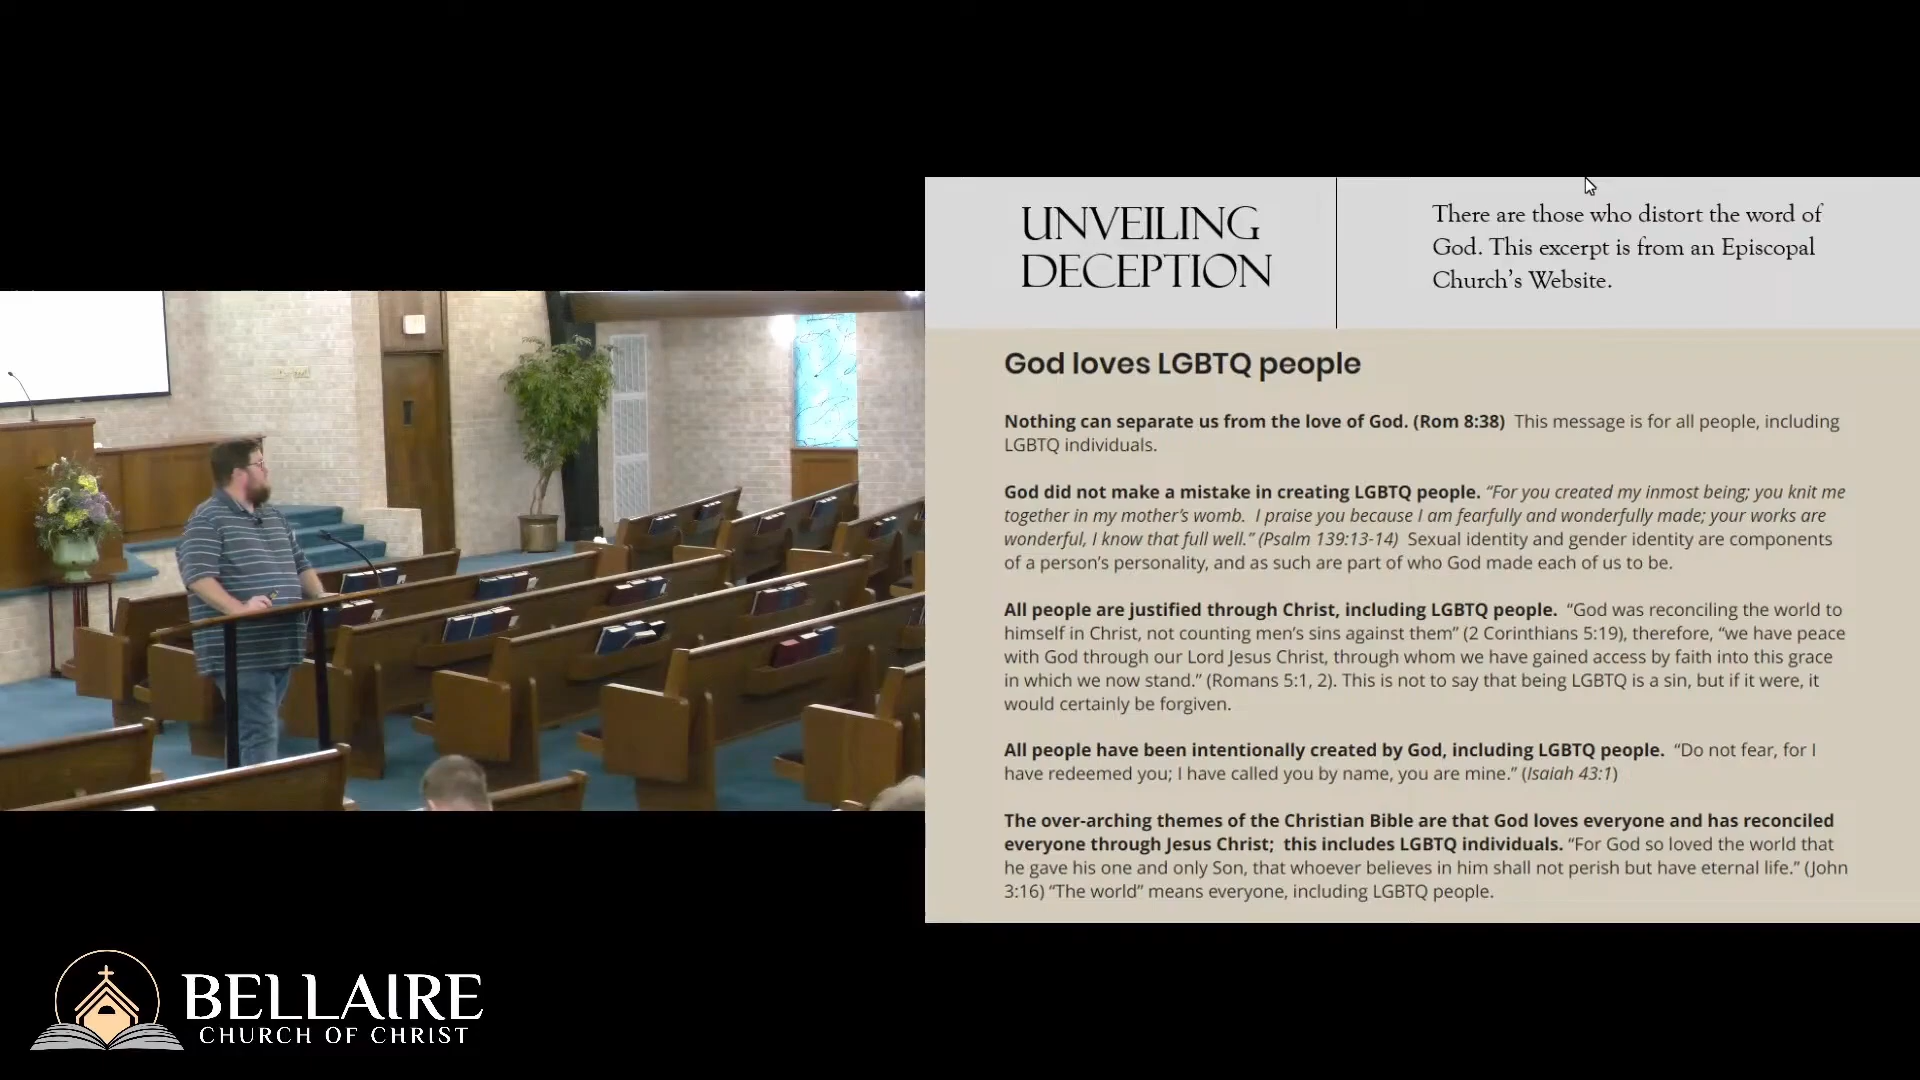 UNVEILING
DECEPTION
There are those who distort the word of
God. This excerpt is from an Episcopal
Church's Website.
God loves LGBTQ people
Nothing can separate us from the love of God. (Rom 8:38)  This message is for all people, including
LGBTQ individuals.
God did not make a mistake in creating LGBTQ people. “For you created my inmost being; you knit me
together in my mother’s womb.  I praise you because I am fearfully and wonderfully made; your works are
wonderful, I know that full well.” (Psalm 139:13-14)  Sexual identity and gender identity are components
of a person’s personality, and as such are part of who God made each of us to be.
All people are justified through Christ, including LGBTQ people.  “God was reconciling the world to
himself in Christ, not counting men’s sins against them” (2 Corinthians 5:19), therefore, “we have peace
with God through our Lord Jesus Christ, through whom we have gained access by faith into this grace
in which we now stand.” (Romans 5:1, 2). This is not to say that being LGBTQ is a sin, but if it were, it
would certainly be forgiven.
All people have been intentionally created by God, including LGBTQ people.  “Do not fear, for I
have redeemed you; I have called you by name, you are mine.” (Isaiah 43:1)
The over-arching themes of the Christian Bible are that God loves everyone and has reconciled
everyone through Jesus Christ;  this includes LGBTQ individuals. “For God so loved the world that
he gave his one and only Son, that whoever believes in him shall not perish but have eternal life.” (John
3:16) “The world” means everyone, including LGBTQ people.
BELLAIRE
CHURCH OF CHRIST